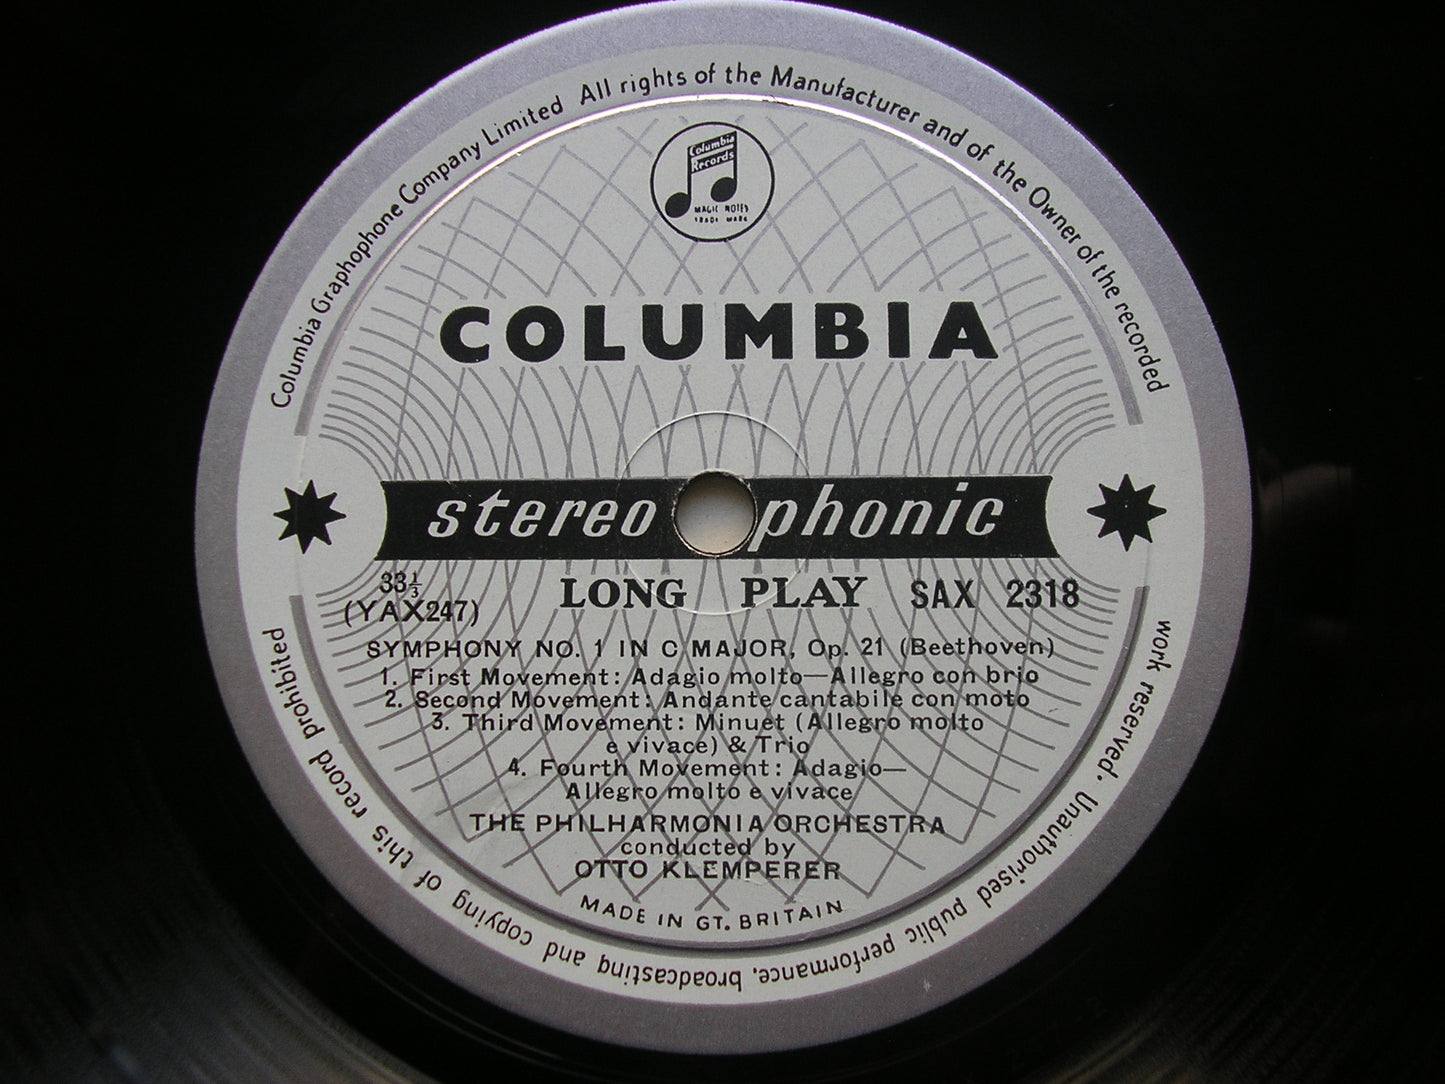 Columbia Graphophone Company Limited All rights of the Manufacturer and of the Owner of the recorded
work reserved. Unauthorised public performance, broadcasting and copying of this record prohibited
Columbia
Records
MAGIC NOTES
TRADE MARK
COLUMBIA
stereophonic
33⅓ LONG PLAY SAX 2318
(YAX247)
SYMPHONY NO. 1 IN C MAJOR, Op. 21 (Beethoven)
1. First Movement: Adagio molto—Allegro con brio
2. Second Movement: Andante cantabile con moto
3. Third Movement: Minuet (Allegro molto
e vivace) & Trio
4. Fourth Movement: Adagio—
Allegro molto e vivace
THE PHILHARMONIA ORCHESTRA
conducted by
OTTO KLEMPERER
MADE IN GT. BRITAIN